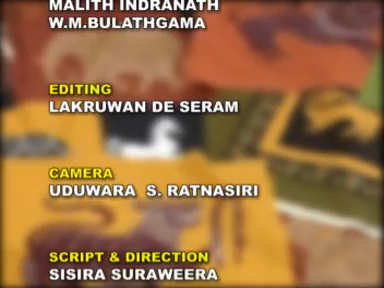 MALITH INDRANATH
W.M.BULATHGAMA
EDITING
LAKRUWAN DE SERAM
CAMERA
UDUWARA S. RATNASIRI
SCRIPT & DIRECTION
SISIRA SURAWEERA